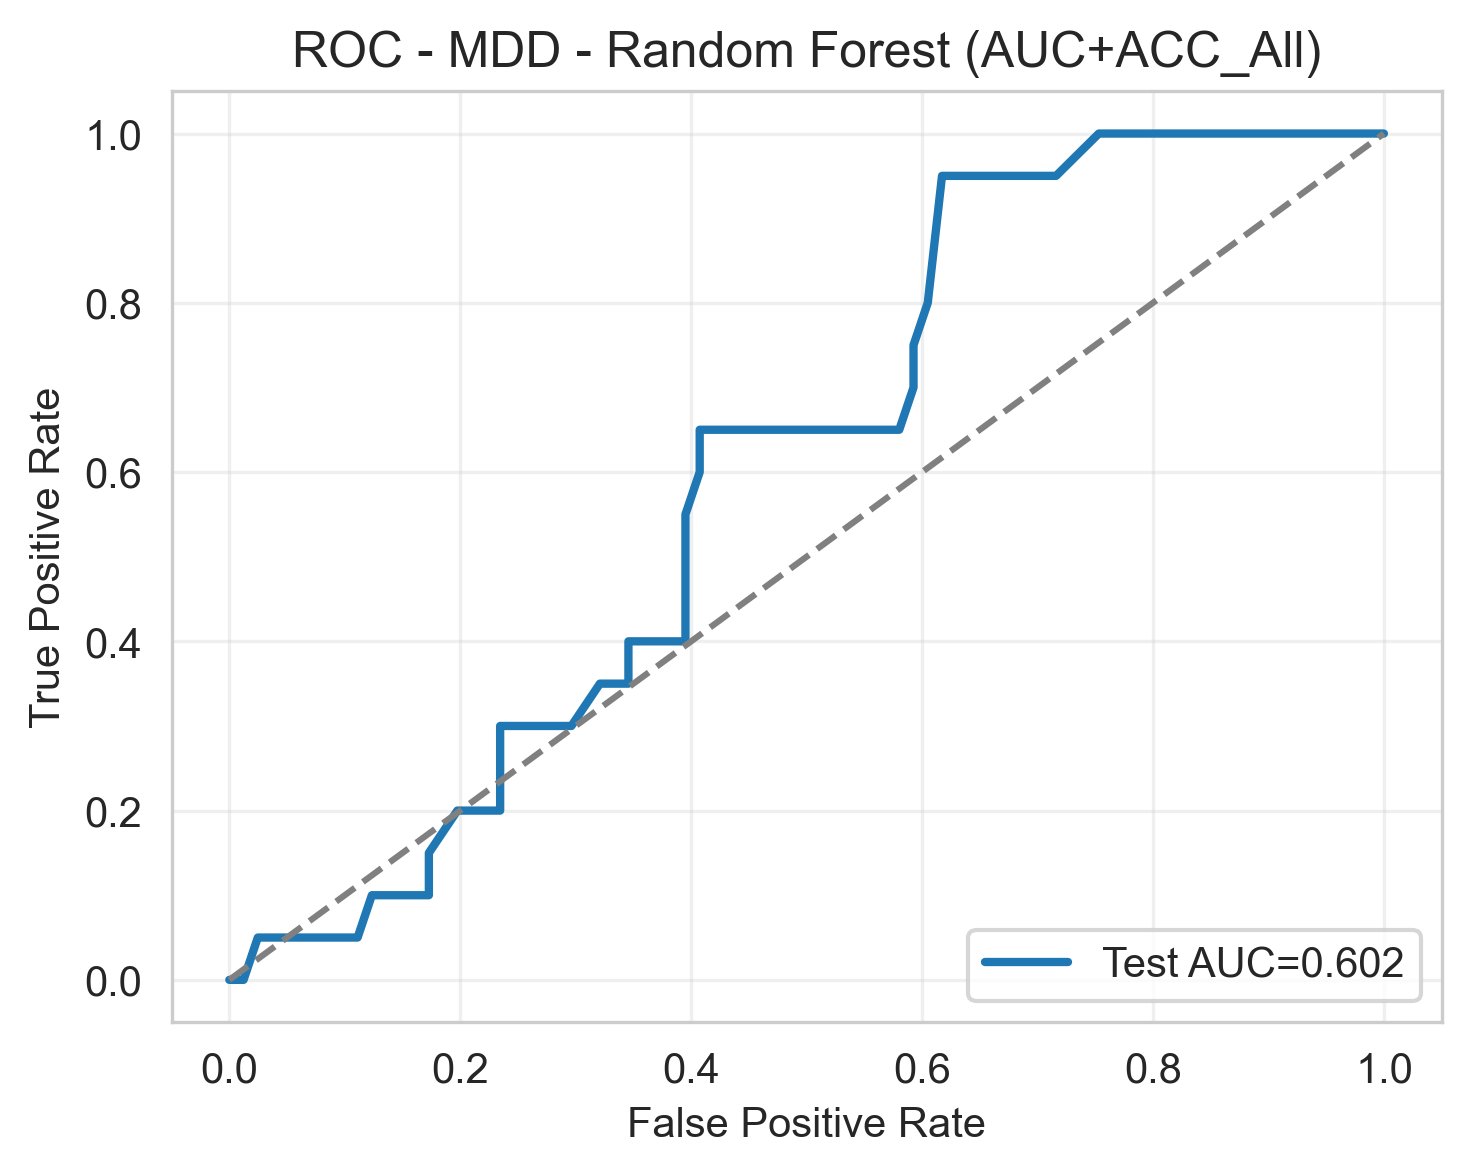 ROC - MDD - Random Forest (AUC+ACC_All)
True Positive Rate
1.0
0.8
0.6
0.4
0.2
0.0
Test AUC=0.602
0.0 0.2 0.4 0.6 0.8 1.0
False Positive Rate